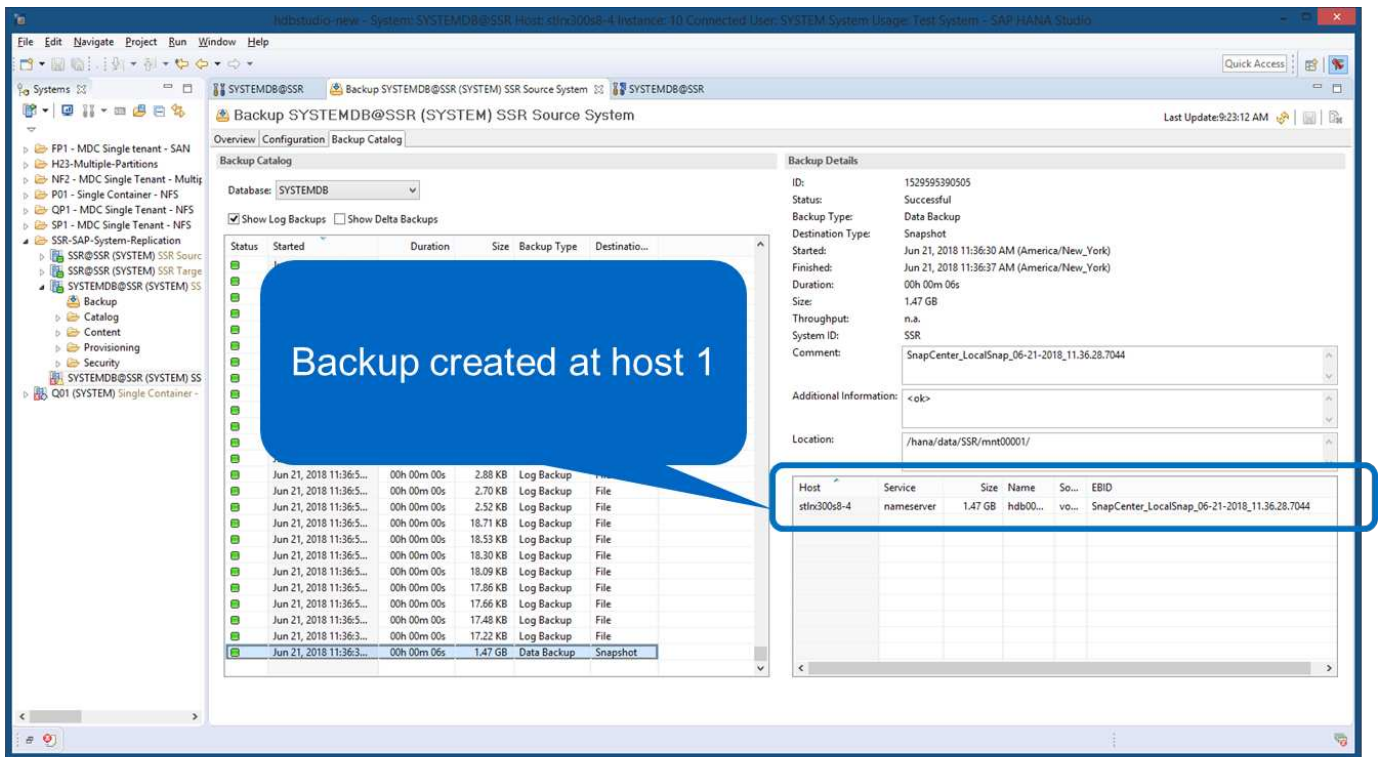 hdbstudio-new - System: SYSTEMDB@SSR Host: stlrx300s8-4 Instance: 10 Connected User: SYSTEM System Usage: Test System - SAP HANA Studio
File Edit Navigate Project Run Window Help
Quick Access
Systems
SYSTEMDB@SSR
Backup SYSTEMDB@SSR (SYSTEM) SSR Source System
SYSTEMDB@SSR
Backup SYSTEMDB@SSR (SYSTEM) SSR Source System
Last Update:9:23:12 AM
Overview Configuration Backup Catalog
FP1 - MDC Single tenant - SAN
H23-Multiple-Partitions
NF2 - MDC Single Tenant - Multip
P01 - Single Container - NFS
QP1 - MDC Single Tenant - NFS
SP1 - MDC Single Tenant - NFS
SSR-SAP-System-Replication
SSR@SSR (SYSTEM) SSR Sourc
SSR@SSR (SYSTEM) SSR Targe
SYSTEMDB@SSR (SYSTEM) SS
Backup
Catalog
Content
Provisioning
Security
SYSTEMDB@SSR (SYSTEM) SS
Q01 (SYSTEM) Single Container -
Backup Catalog
Database: SYSTEMDB
Show Log Backups Show Delta Backups
Status Started Duration Size Backup Type Destinatio...
Backup created at host 1
Jun 21, 2018 11:36:5... 00h 00m 00s 2.88 KB Log Backup
Jun 21, 2018 11:36:5... 00h 00m 00s 2.70 KB Log Backup File
Jun 21, 2018 11:36:5... 00h 00m 00s 2.52 KB Log Backup File
Jun 21, 2018 11:36:5... 00h 00m 00s 18.71 KB Log Backup File
Jun 21, 2018 11:36:5... 00h 00m 00s 18.53 KB Log Backup File
Jun 21, 2018 11:36:5... 00h 00m 00s 18.30 KB Log Backup File
Jun 21, 2018 11:36:5... 00h 00m 00s 18.09 KB Log Backup File
Jun 21, 2018 11:36:5... 00h 00m 00s 17.86 KB Log Backup File
Jun 21, 2018 11:36:5... 00h 00m 00s 17.66 KB Log Backup File
Jun 21, 2018 11:36:5... 00h 00m 00s 17.48 KB Log Backup File
Jun 21, 2018 11:36:3... 00h 00m 00s 17.22 KB Log Backup File
Jun 21, 2018 11:36:3... 00h 00m 06s 1.47 GB Data Backup Snapshot
Backup Details
ID: 1529595390505
Status: Successful
Backup Type: Data Backup
Destination Type: Snapshot
Started: Jun 21, 2018 11:36:30 AM (America/New_York)
Finished: Jun 21, 2018 11:36:37 AM (America/New_York)
Duration: 00h 00m 06s
Size: 1.47 GB
Throughput: n.a.
System ID: SSR
Comment: SnapCenter_LocalSnap_06-21-2018_11.36.28.7044
Additional Information: <ok>
Location: /hana/data/SSR/mnt00001/
Host Service Size Name So... EBID
stlrx300s8-4 nameserver 1.47 GB hdb00... vo... SnapCenter_LocalSnap_06-21-2018_11.36.28.7044